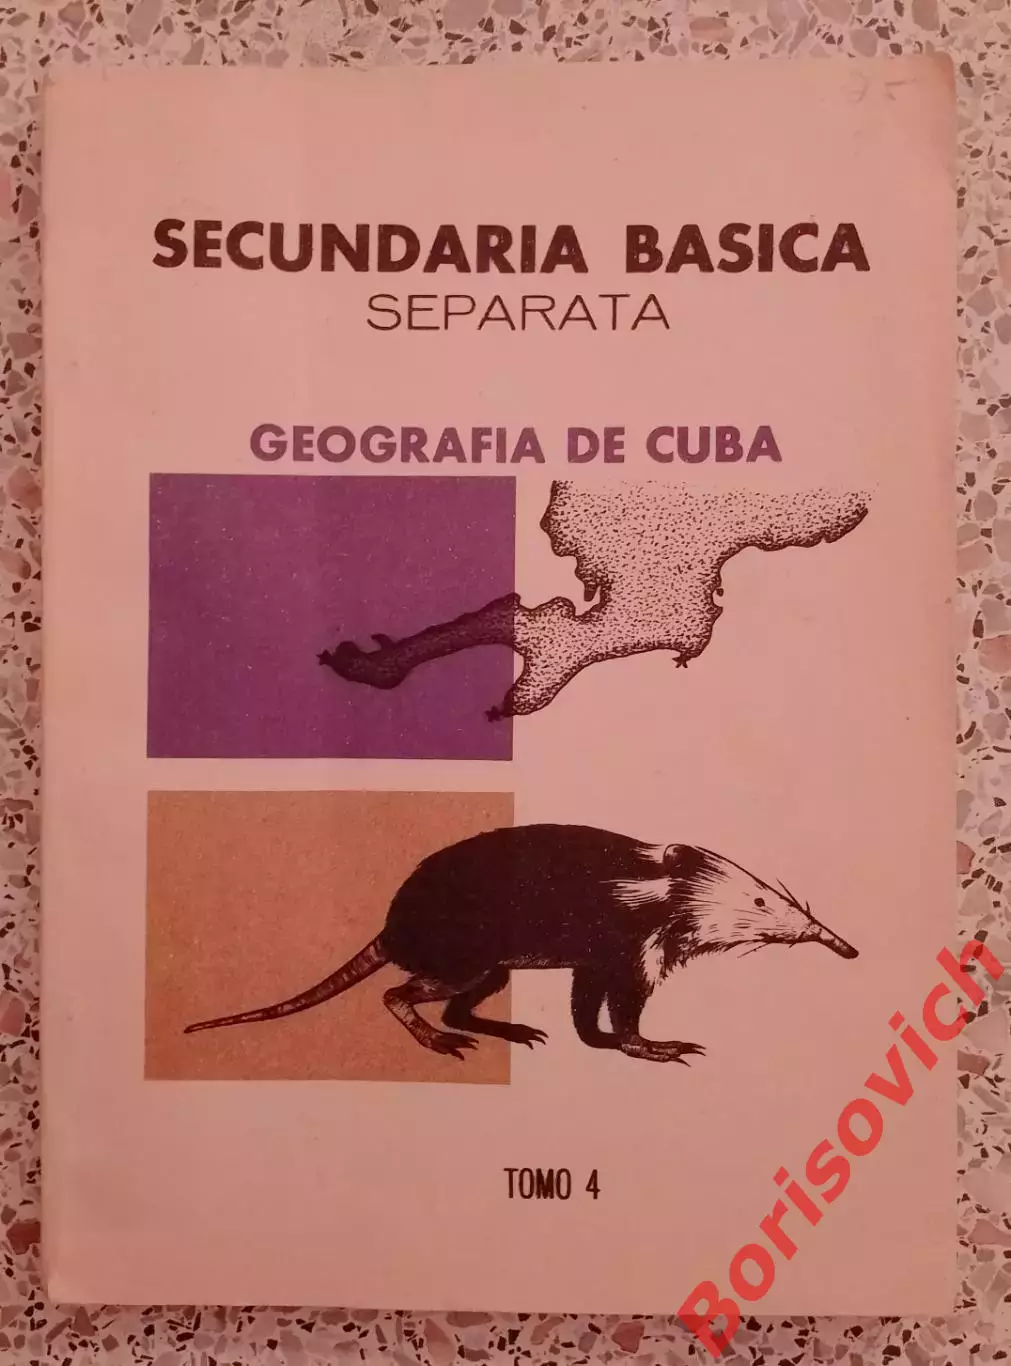 SECUNDARIA BASICA
SEPARATA
GEOGRAFIA DE CUBA
TOMO 4
Borisovich